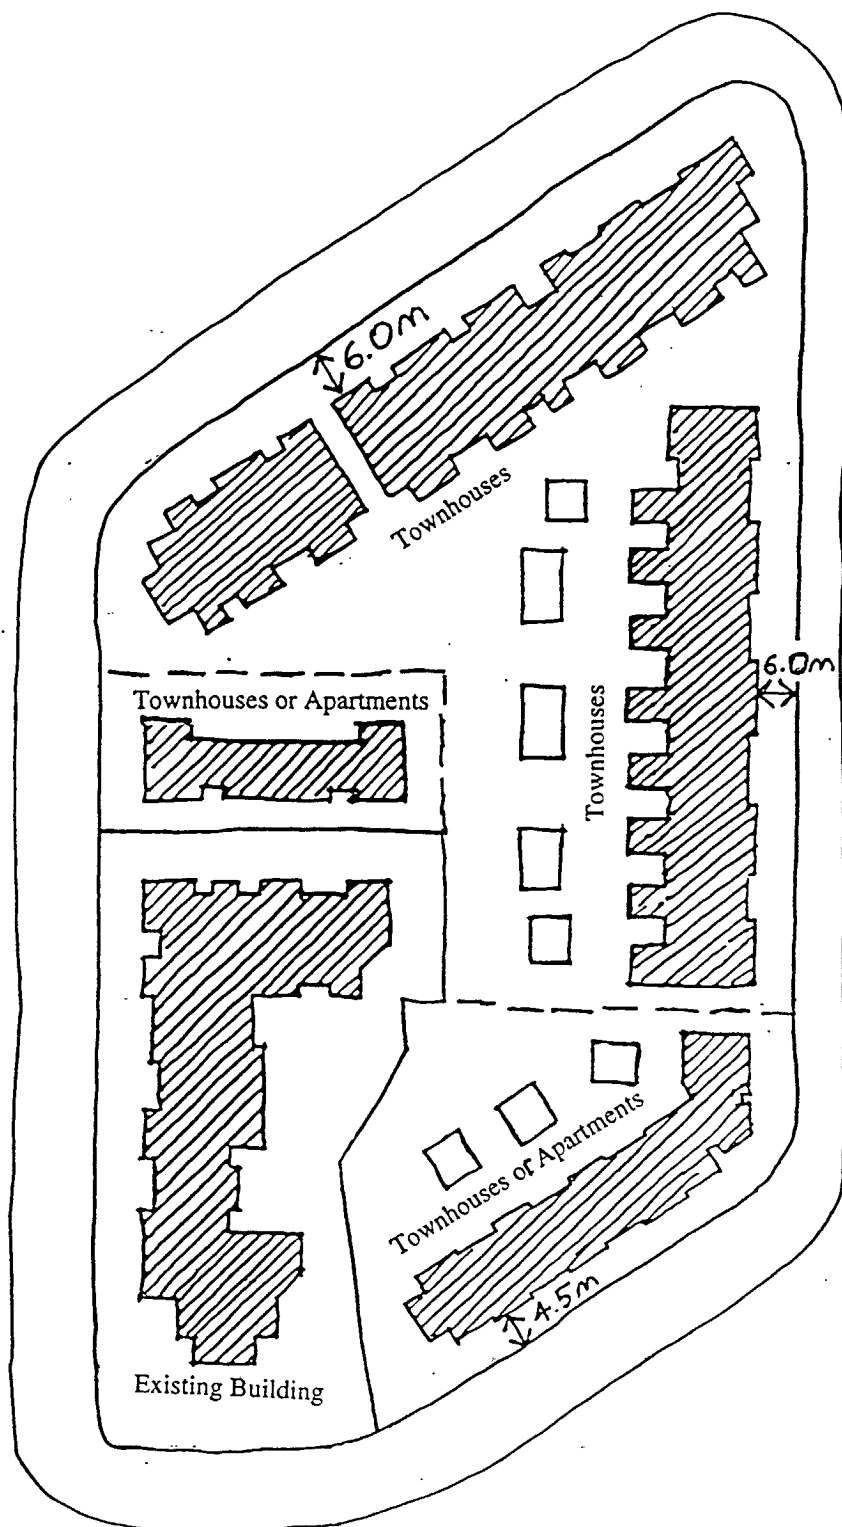 6.0m
Townhouses
6.0m
Townhouses or Apartments
Townhouses
Townhouses or Apartments
4.5m
Existing Building